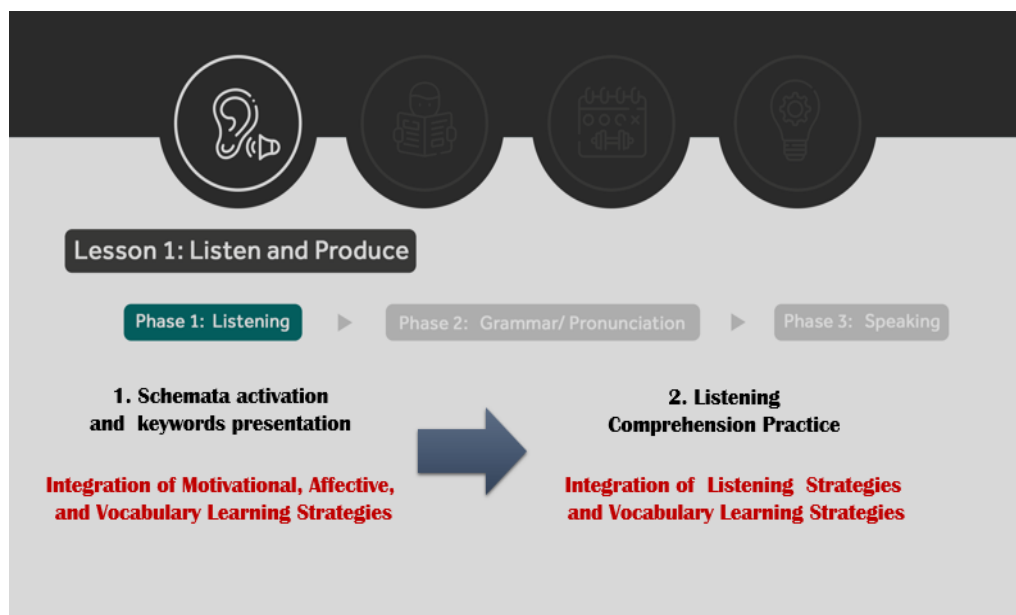 Lesson 1: Listen and Produce
Phase 1: Listening
Phase 2: Grammar/ Pronunciation
Phase 3: Speaking
1. Schemata activation
and keywords presentation
2. Listening
Comprehension Practice
Integration of Motivational, Affective,
and Vocabulary Learning Strategies
Integration of Listening Strategies
and Vocabulary Learning Strategies